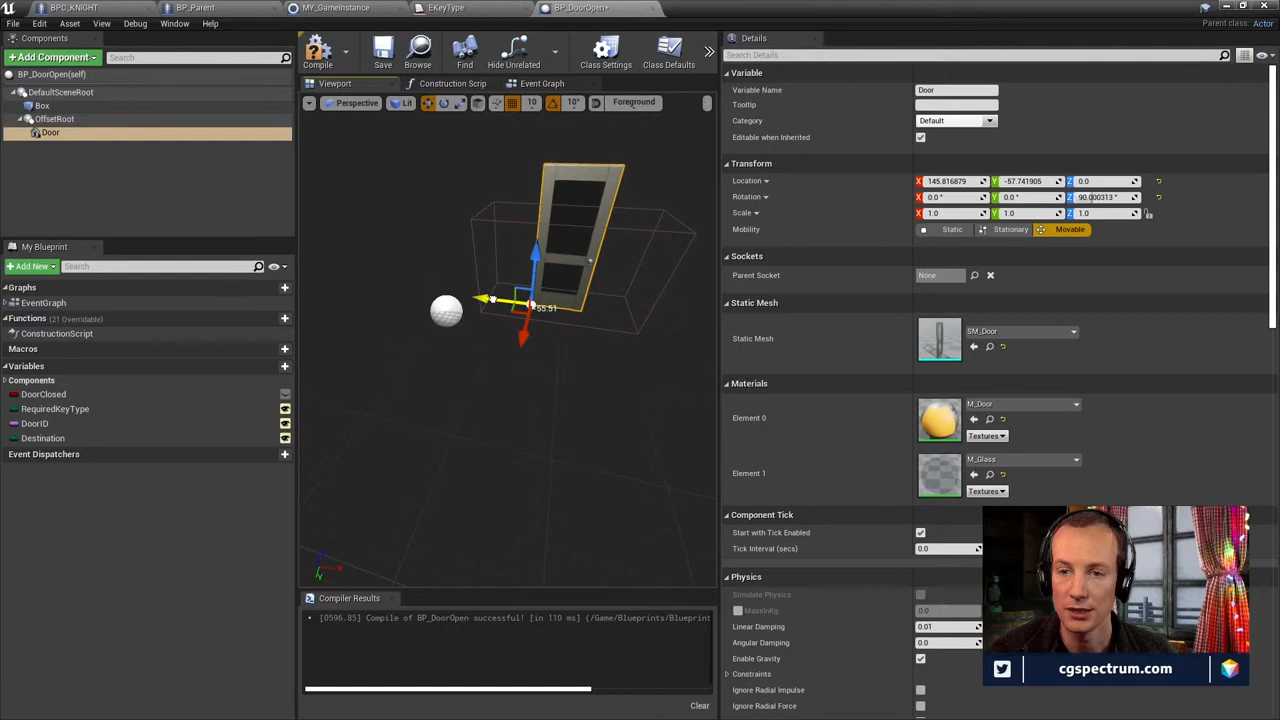 BPC_KNIGHT
BP_Parent
MY_GameInstance
EKeyType
BP_DoorOpen*
File Edit Asset View Debug Window Help
Parent class: Actor
Components
Add Component
Search
BP_DoorOpen(self)
DefaultSceneRoot
Box
OffsetRoot
Door
My Blueprint
Add New
Search
Graphs
EventGraph
Functions (21 Overridable)
ConstructionScript
Macros
Variables
Components
DoorClosed
RequiredKeyType
DoorID
Destination
Event Dispatchers
Compile
Save
Browse
Find
Hide Unrelated
Class Settings
Class Defaults
Viewport
Construction Script
Event Graph
Perspective
Lit
10
10°
Foreground
Compiler Results
[0596.85] Compile of BP_DoorOpen successful! [in 110 ms] (/Game/Blueprints/Blueprint
Clear
Details
Search Details
Variable
Variable Name Door
Tooltip
Category Default
Editable when Inherited
Transform
Location X 145.816879 Y -57.741905 Z 0.0
Rotation X 0.0 ° Y 0.0 ° Z 90.000313 °
Scale X 1.0 Y 1.0 Z 1.0
Mobility Static Stationary Movable
Sockets
Parent Socket None
Static Mesh
Static Mesh SM_Door
Materials
Element 0 M_Door
Textures
Element 1 M_Glass
Textures
Component Tick
Start with Tick Enabled
Tick Interval (secs) 0.0
Physics
Simulate Physics
MassInKg 0.0
Linear Damping 0.01
Angular Damping 0.0
Enable Gravity
Constraints
Ignore Radial Impulse
Ignore Radial Force
cgspectrum.com